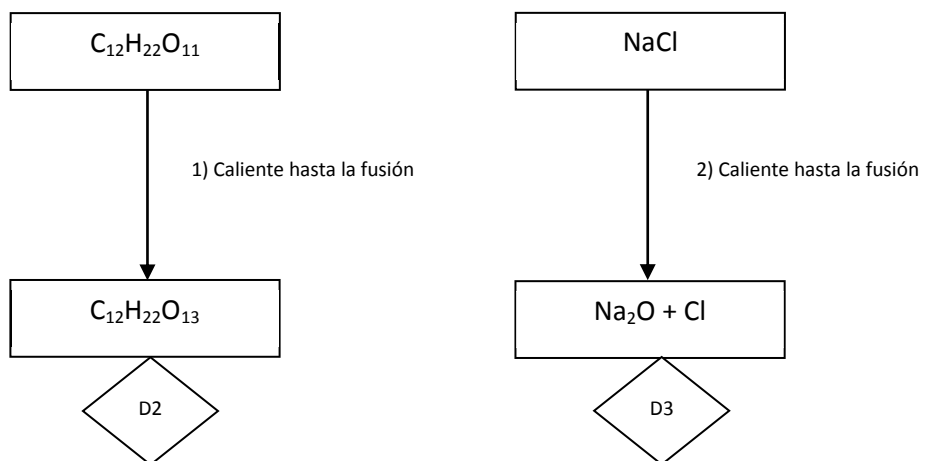 C₁₂H₂₂O₁₁
NaCl
1) Caliente hasta la fusión
2) Caliente hasta la fusión
C₁₂H₂₂O₁₃
Na₂O + Cl
D2
D3